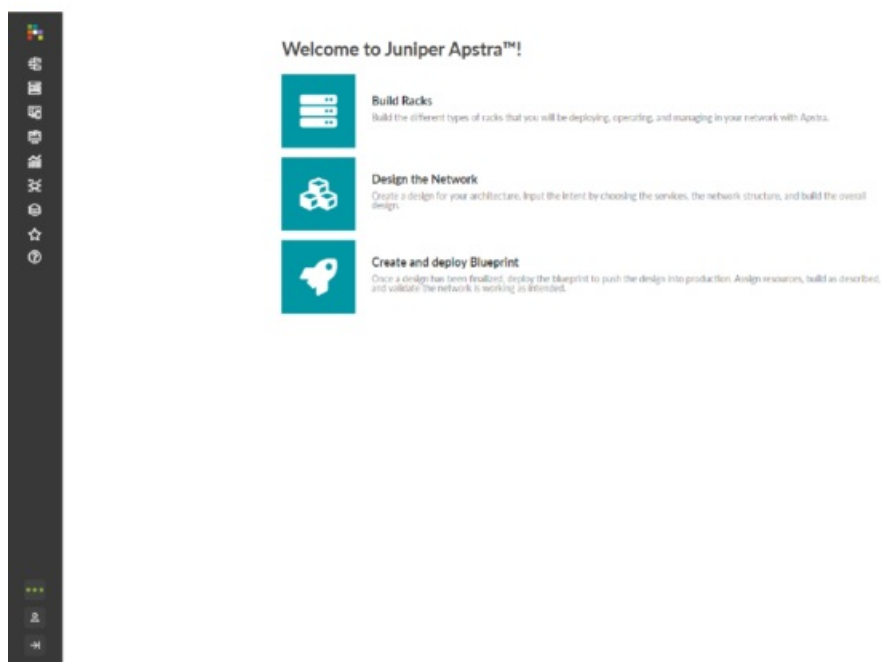 Welcome to Juniper Apstra™!
Build Racks
Build the different types of racks that you will be deploying, operating, and managing in your network with Apstra.
Design the Network
Create a design for your architecture. Input the intent by choosing the services, the network structure, and build the overall
design.
Create and deploy Blueprint
Once a design has been finalized, deploy the blueprint to push the design into production. Assign resources, build as described,
and validate the network is working as intended.